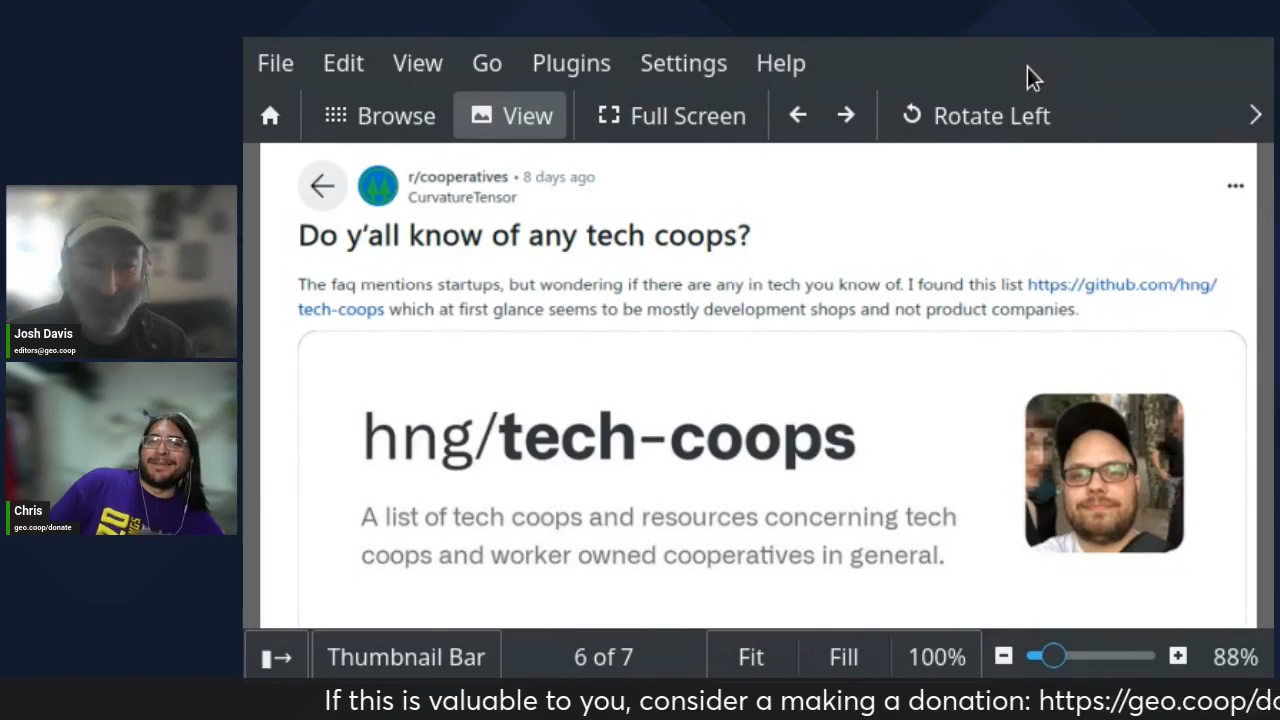 File Edit View Go Plugins Settings Help
Browse View Full Screen Rotate Left
r/cooperatives • 8 days ago
CurvatureTensor
Do y'all know of any tech coops?
The faq mentions startups, but wondering if there are any in tech you know of. I found this list https://github.com/hng/
tech-coops which at first glance seems to be mostly development shops and not product companies.
hng/tech-coops
A list of tech coops and resources concerning tech
coops and worker owned cooperatives in general.
Josh Davis
editors@geo.coop
Chris
geo.coop/donate
Thumbnail Bar 6 of 7 Fit Fill 100% 88%
If this is valuable to you, consider a making a donation: https://geo.coop/do